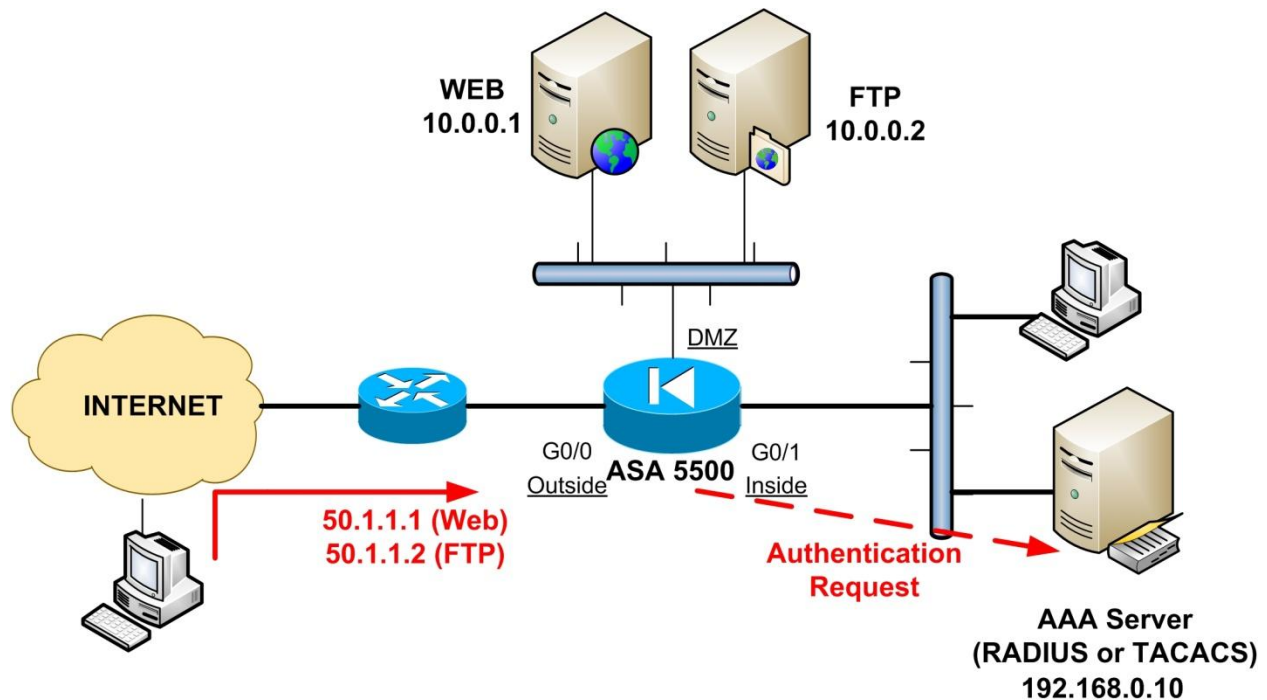 WEB
10.0.0.1
FTP
10.0.0.2
DMZ
INTERNET
G0/0
Outside
ASA 5500
G0/1
Inside
50.1.1.1 (Web)
50.1.1.2 (FTP)
Authentication
Request
AAA Server
(RADIUS or TACACS)
192.168.0.10